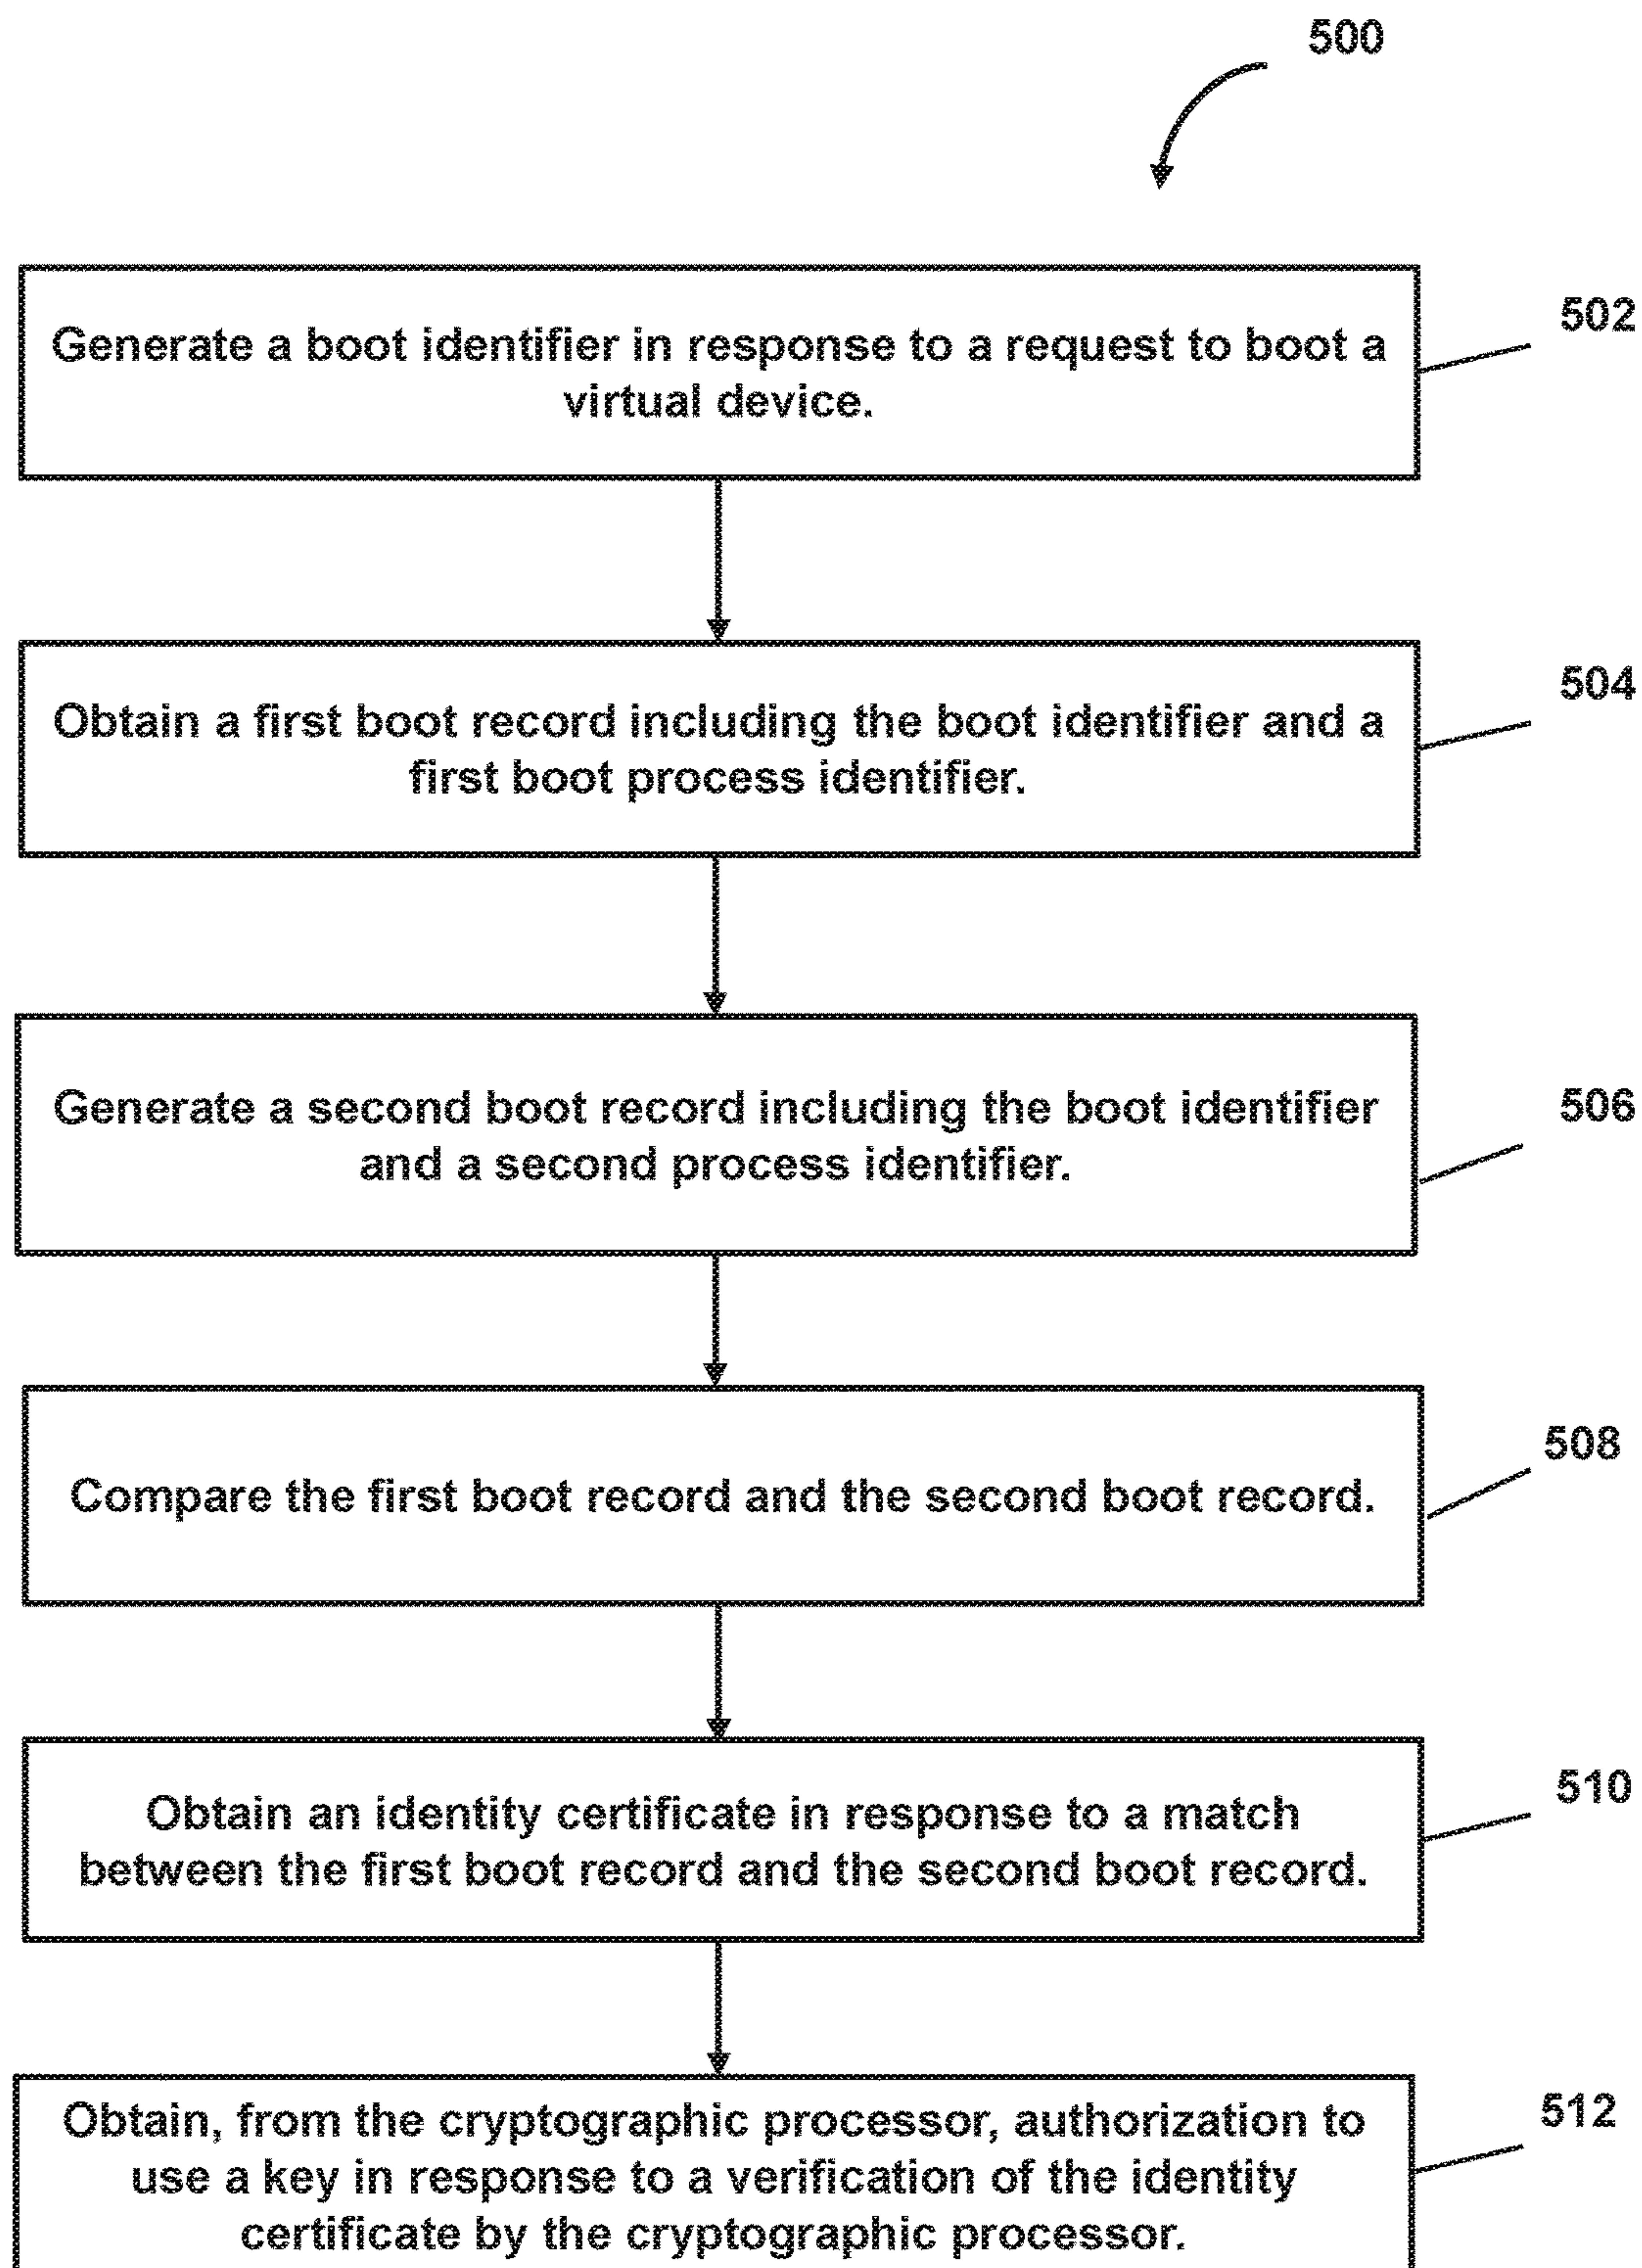 500
Generate a boot identifier in response to a request to boot a
virtual device.
502
Obtain a first boot record including the boot identifier and a
first boot process identifier.
504
Generate a second boot record including the boot identifier
and a second process identifier.
506
Compare the first boot record and the second boot record.
508
Obtain an identity certificate in response to a match
between the first boot record and the second boot record.
510
Obtain, from the cryptographic processor, authorization to
use a key in response to a verification of the identity
certificate by the cryptographic processor.
512